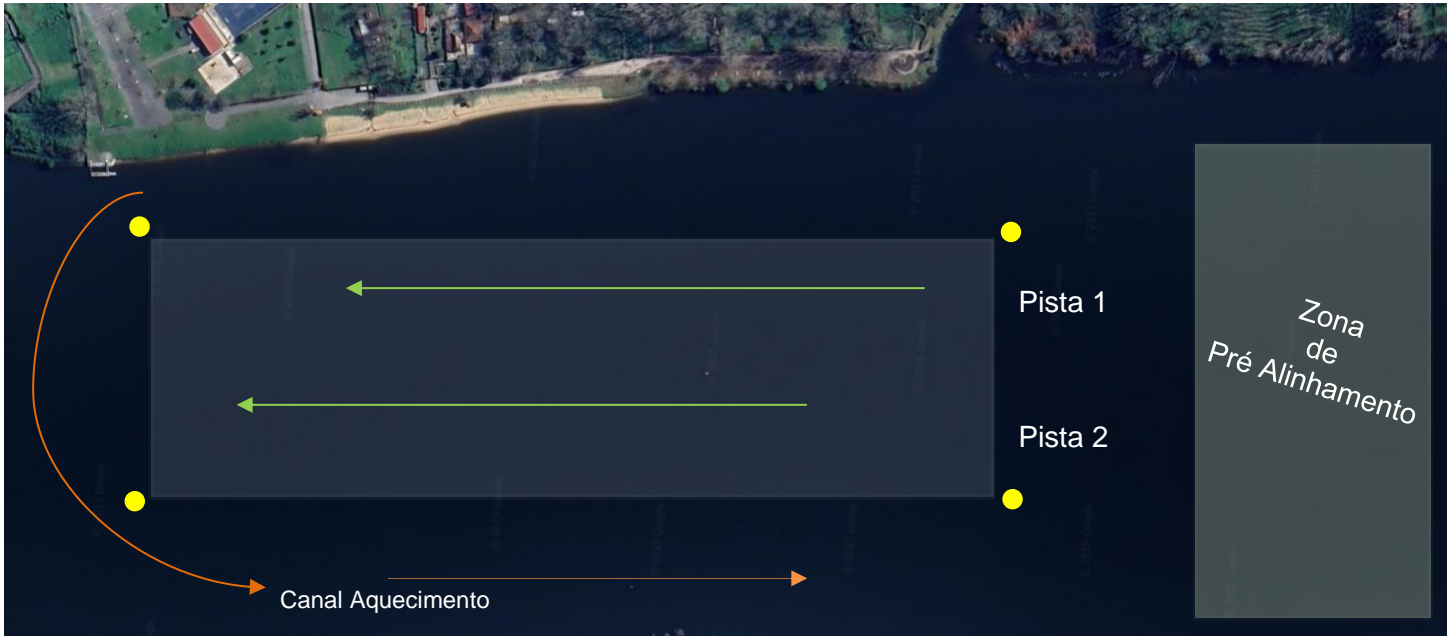 Pista 1
Zona
de
Pré Alinhamento
Pista 2
Canal Aquecimento